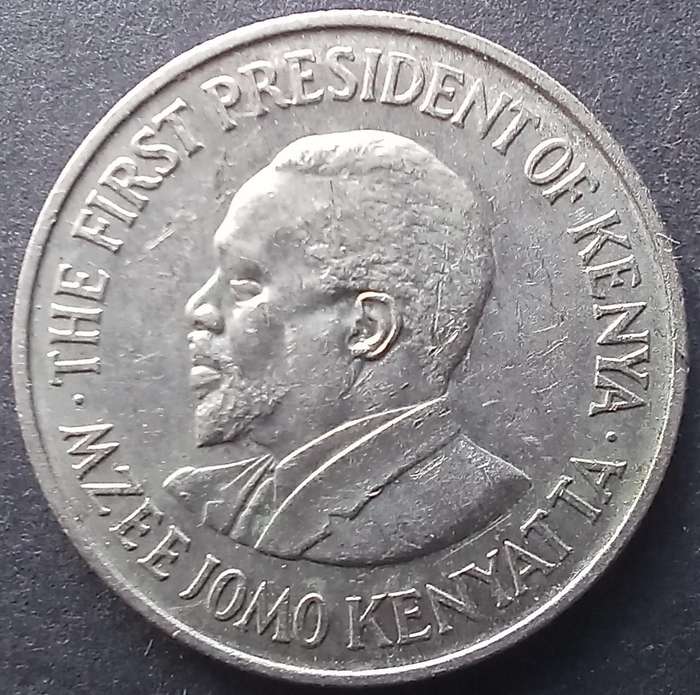 · THE FIRST PRESIDENT OF KENYA ·
MZEE JOMO KENYATTA